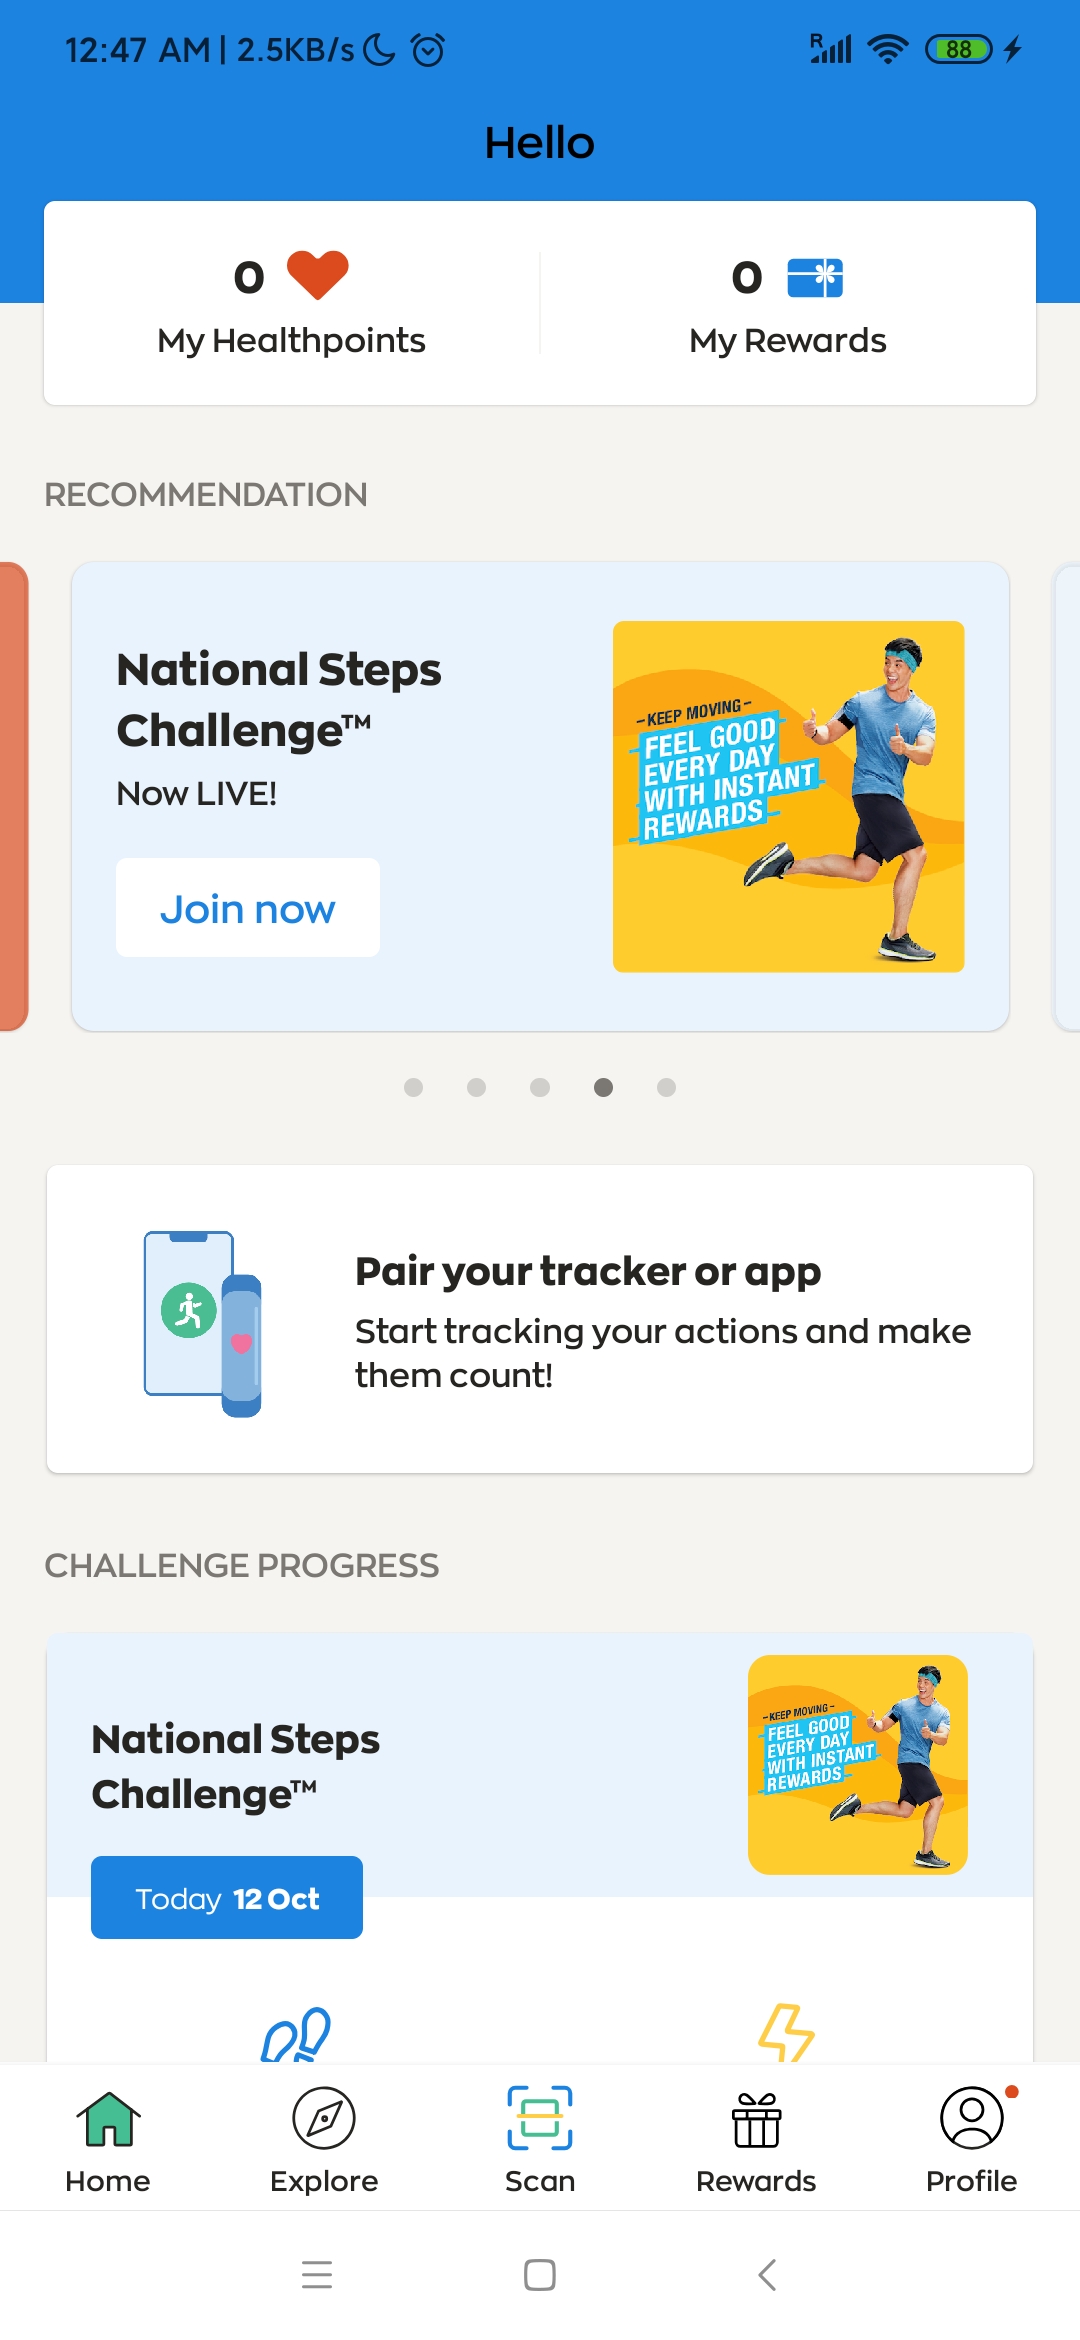 12:47 AM | 2.5KB/s
R
88
Hello
0
My Healthpoints
0
My Rewards
RECOMMENDATION
National Steps
Challenge™
Now LIVE!
Join now
-KEEP MOVING-
FEEL GOOD
EVERY DAY
WITH INSTANT
REWARDS
Pair your tracker or app
Start tracking your actions and make
them count!
CHALLENGE PROGRESS
National Steps
Challenge™
-KEEP MOVING-
FEEL GOOD
EVERY DAY
WITH INSTANT
REWARDS
Today 12 Oct
Home
Explore
Scan
Rewards
Profile